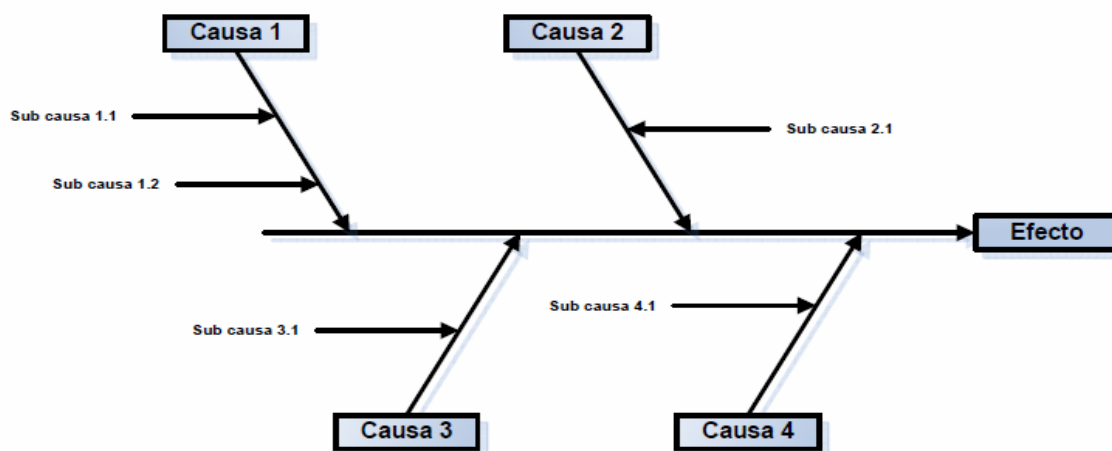 Causa 1
Causa 2
Sub causa 1.1
Sub causa 2.1
Sub causa 1.2
Efecto
Sub causa 4.1
Sub causa 3.1
Causa 3
Causa 4